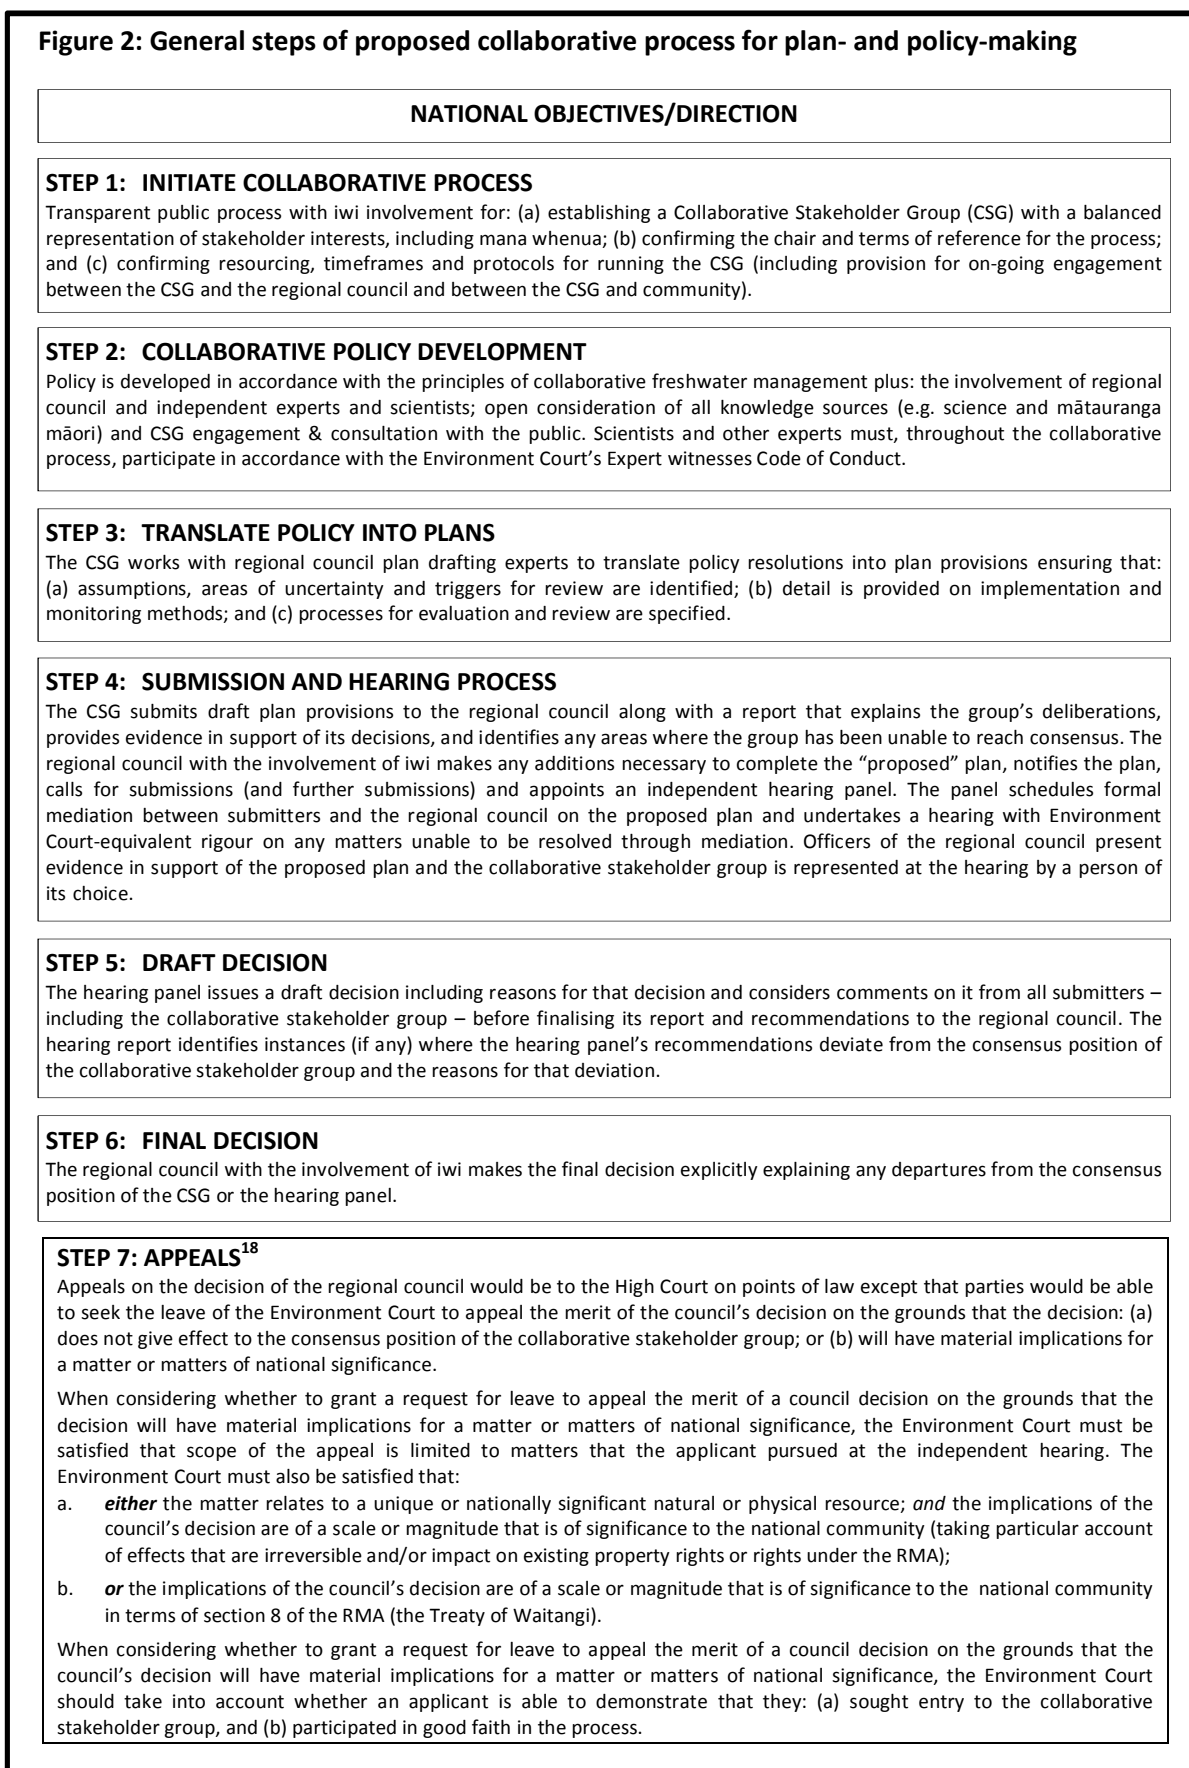 Figure 2: General steps of proposed collaborative process for plan- and policy-making
NATIONAL OBJECTIVES/DIRECTION
STEP 1: INITIATE COLLABORATIVE PROCESS
Transparent public process with iwi involvement for: (a) establishing a Collaborative Stakeholder Group (CSG) with a balanced
representation of stakeholder interests, including mana whenua; (b) confirming the chair and terms of reference for the process;
and (c) confirming resourcing, timeframes and protocols for running the CSG (including provision for on-going engagement
between the CSG and the regional council and between the CSG and community).
STEP 2: COLLABORATIVE POLICY DEVELOPMENT
Policy is developed in accordance with the principles of collaborative freshwater management plus: the involvement of regional
council and independent experts and scientists; open consideration of all knowledge sources (e.g. science and mātauranga
māori) and CSG engagement & consultation with the public. Scientists and other experts must, throughout the collaborative
process, participate in accordance with the Environment Court's Expert witnesses Code of Conduct.
STEP 3: TRANSLATE POLICY INTO PLANS
The CSG works with regional council plan drafting experts to translate policy resolutions into plan provisions ensuring that:
(a) assumptions, areas of uncertainty and triggers for review are identified; (b) detail is provided on implementation and
monitoring methods; and (c) processes for evaluation and review are specified.
STEP 4: SUBMISSION AND HEARING PROCESS
The CSG submits draft plan provisions to the regional council along with a report that explains the group's deliberations,
provides evidence in support of its decisions, and identifies any areas where the group has been unable to reach consensus. The
regional council with the involvement of iwi makes any additions necessary to complete the "proposed" plan, notifies the plan,
calls for submissions (and further submissions) and appoints an independent hearing panel. The panel schedules formal
mediation between submitters and the regional council on the proposed plan and undertakes a hearing with Environment
Court-equivalent rigour on any matters unable to be resolved through mediation. Officers of the regional council present
evidence in support of the proposed plan and the collaborative stakeholder group is represented at the hearing by a person of
its choice.
STEP 5: DRAFT DECISION
The hearing panel issues a draft decision including reasons for that decision and considers comments on it from all submitters –
including the collaborative stakeholder group – before finalising its report and recommendations to the regional council. The
hearing report identifies instances (if any) where the hearing panel's recommendations deviate from the consensus position of
the collaborative stakeholder group and the reasons for that deviation.
STEP 6: FINAL DECISION
The regional council with the involvement of iwi makes the final decision explicitly explaining any departures from the consensus
position of the CSG or the hearing panel.
STEP 7: APPEALS18
Appeals on the decision of the regional council would be to the High Court on points of law except that parties would be able
to seek the leave of the Environment Court to appeal the merit of the council's decision on the grounds that the decision: (a)
does not give effect to the consensus position of the collaborative stakeholder group; or (b) will have material implications for
a matter or matters of national significance.
When considering whether to grant a request for leave to appeal the merit of a council decision on the grounds that the
decision will have material implications for a matter or matters of national significance, the Environment Court must be
satisfied that scope of the appeal is limited to matters that the applicant pursued at the independent hearing. The
Environment Court must also be satisfied that:
a. either the matter relates to a unique or nationally significant natural or physical resource; and the implications of the
council's decision are of a scale or magnitude that is of significance to the national community (taking particular account
of effects that are irreversible and/or impact on existing property rights or rights under the RMA);
b. or the implications of the council's decision are of a scale or magnitude that is of significance to the national community
in terms of section 8 of the RMA (the Treaty of Waitangi).
When considering whether to grant a request for leave to appeal the merit of a council decision on the grounds that the
council's decision will have material implications for a matter or matters of national significance, the Environment Court
should take into account whether an applicant is able to demonstrate that they: (a) sought entry to the collaborative
stakeholder group, and (b) participated in good faith in the process.